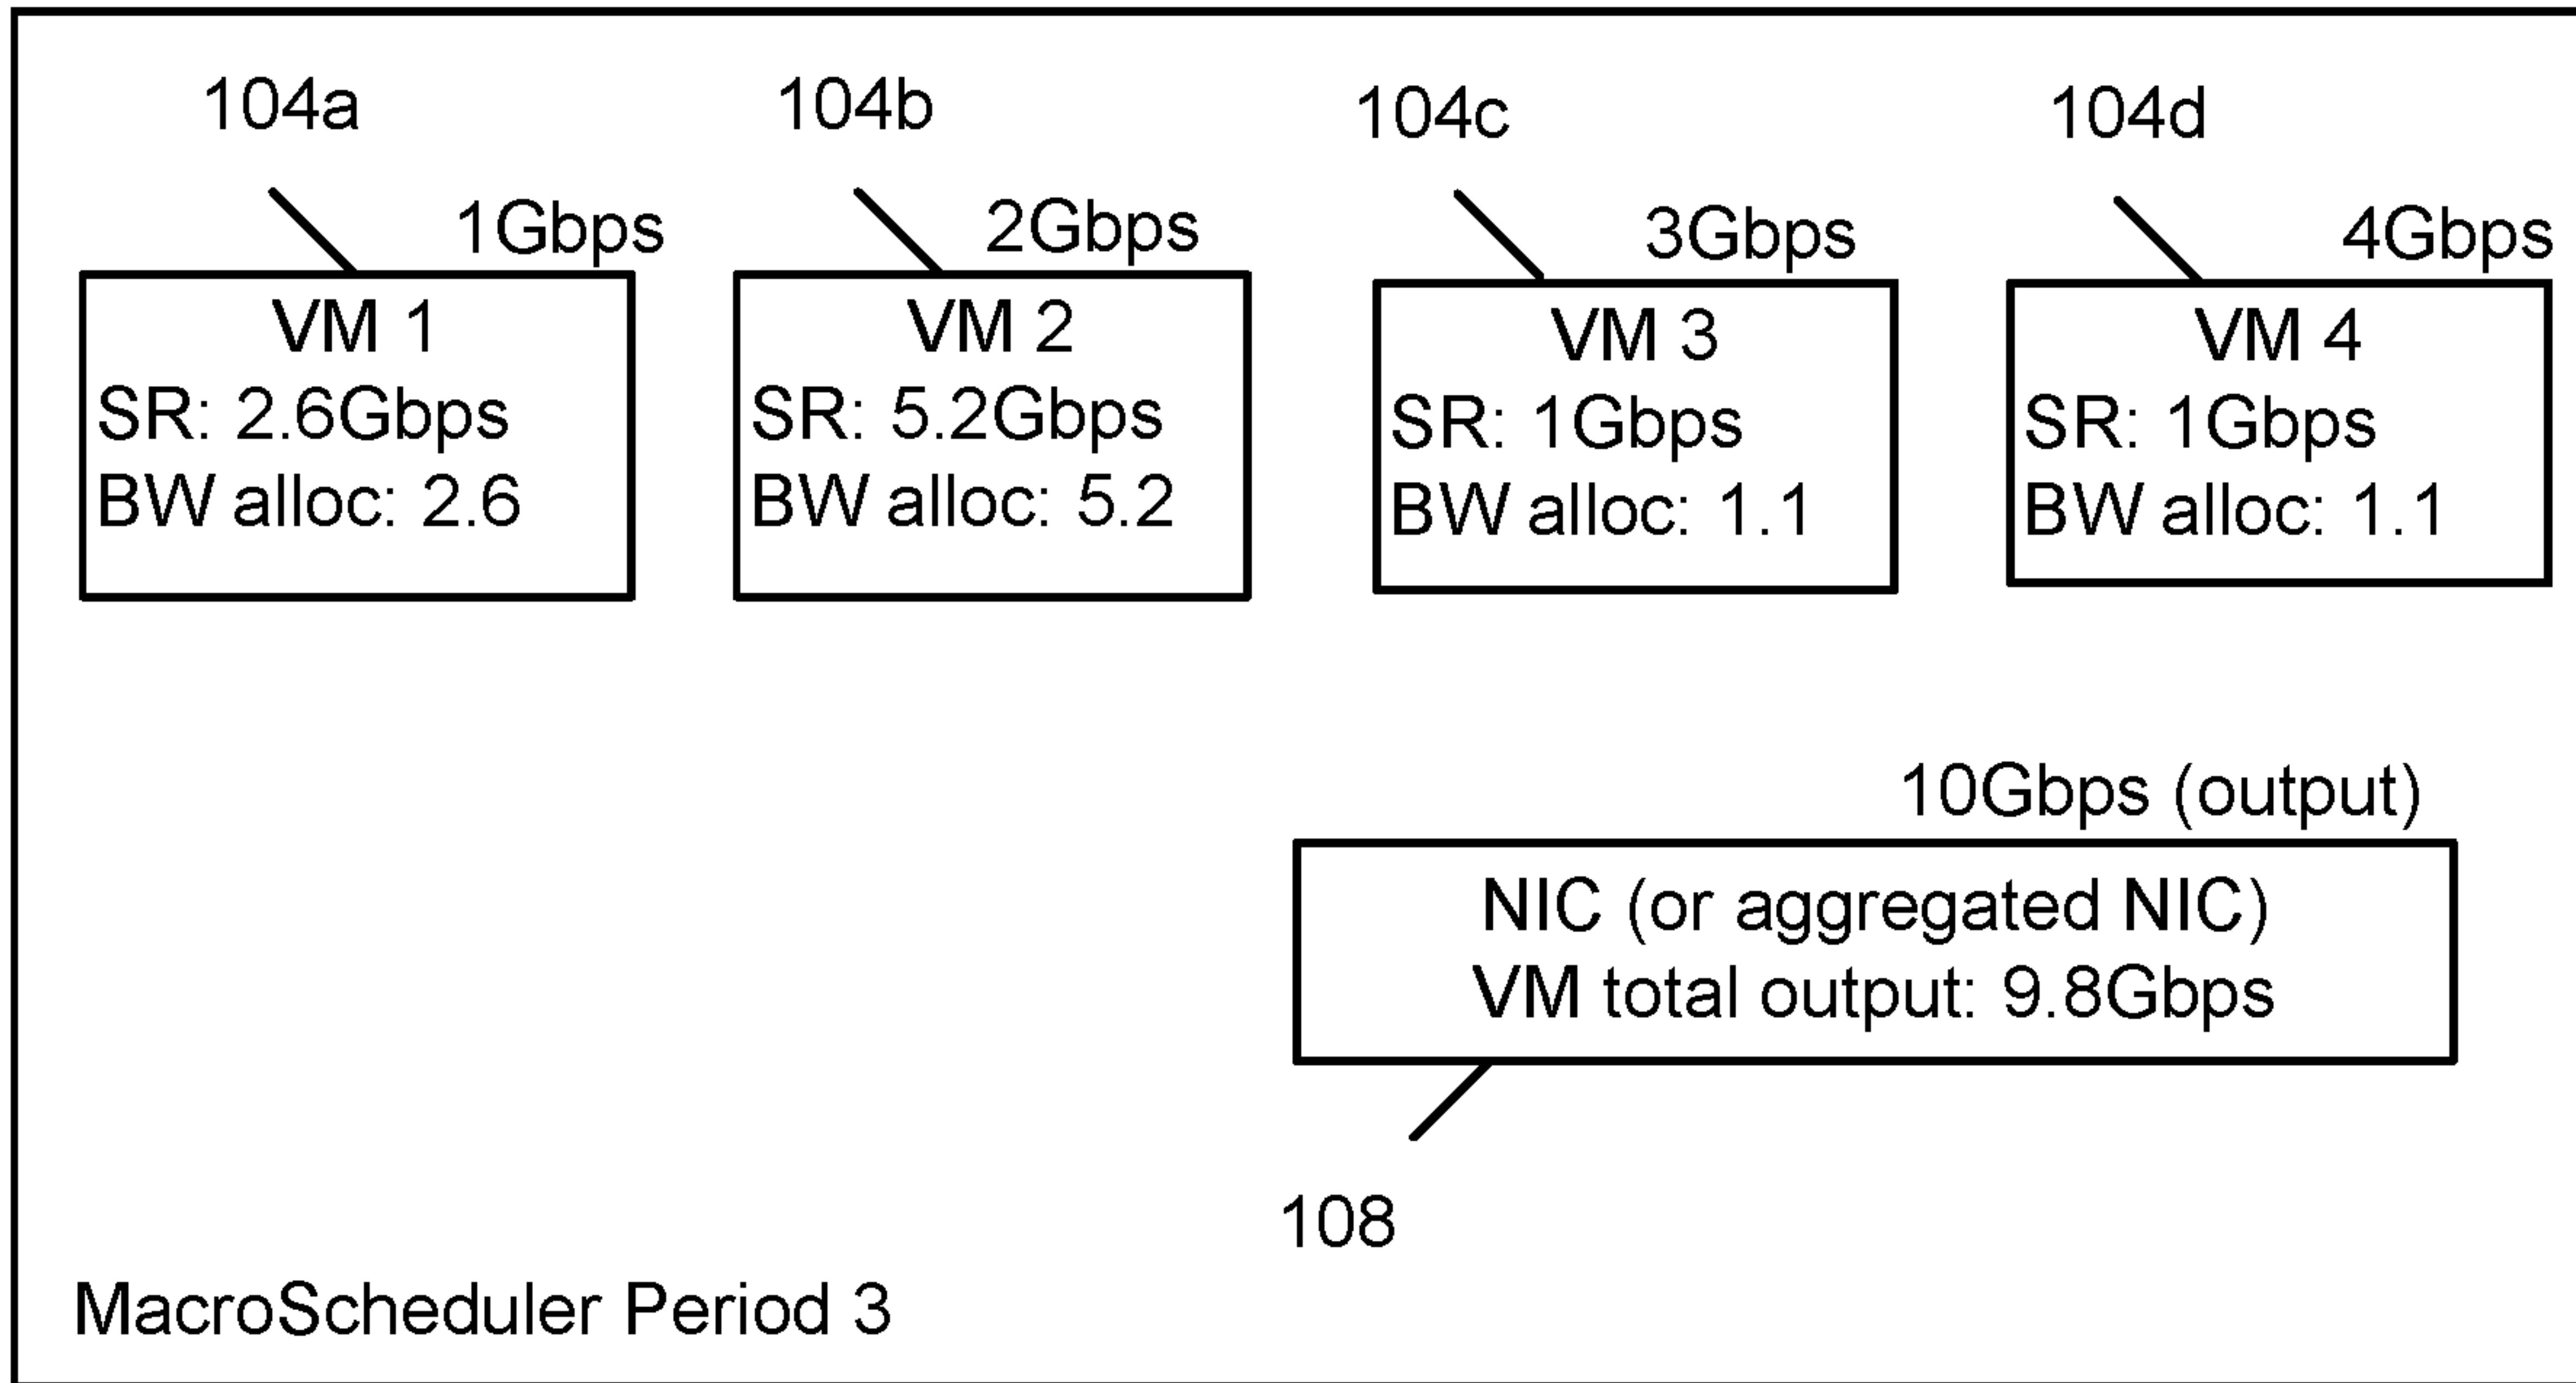 104a
104b
104c
104d
1Gbps
2Gbps
3Gbps
4Gbps
VM 1
SR: 2.6Gbps
BW alloc: 2.6
VM 2
SR: 5.2Gbps
BW alloc: 5.2
VM 3
SR: 1Gbps
BW alloc: 1.1
VM 4
SR: 1Gbps
BW alloc: 1.1
10Gbps (output)
NIC (or aggregated NIC)
VM total output: 9.8Gbps
108
MacroScheduler Period 3